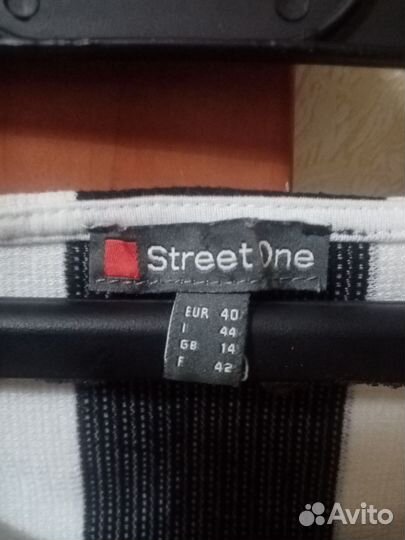 Street One
EUR 40
I 44
GB 14
F 42
Avito